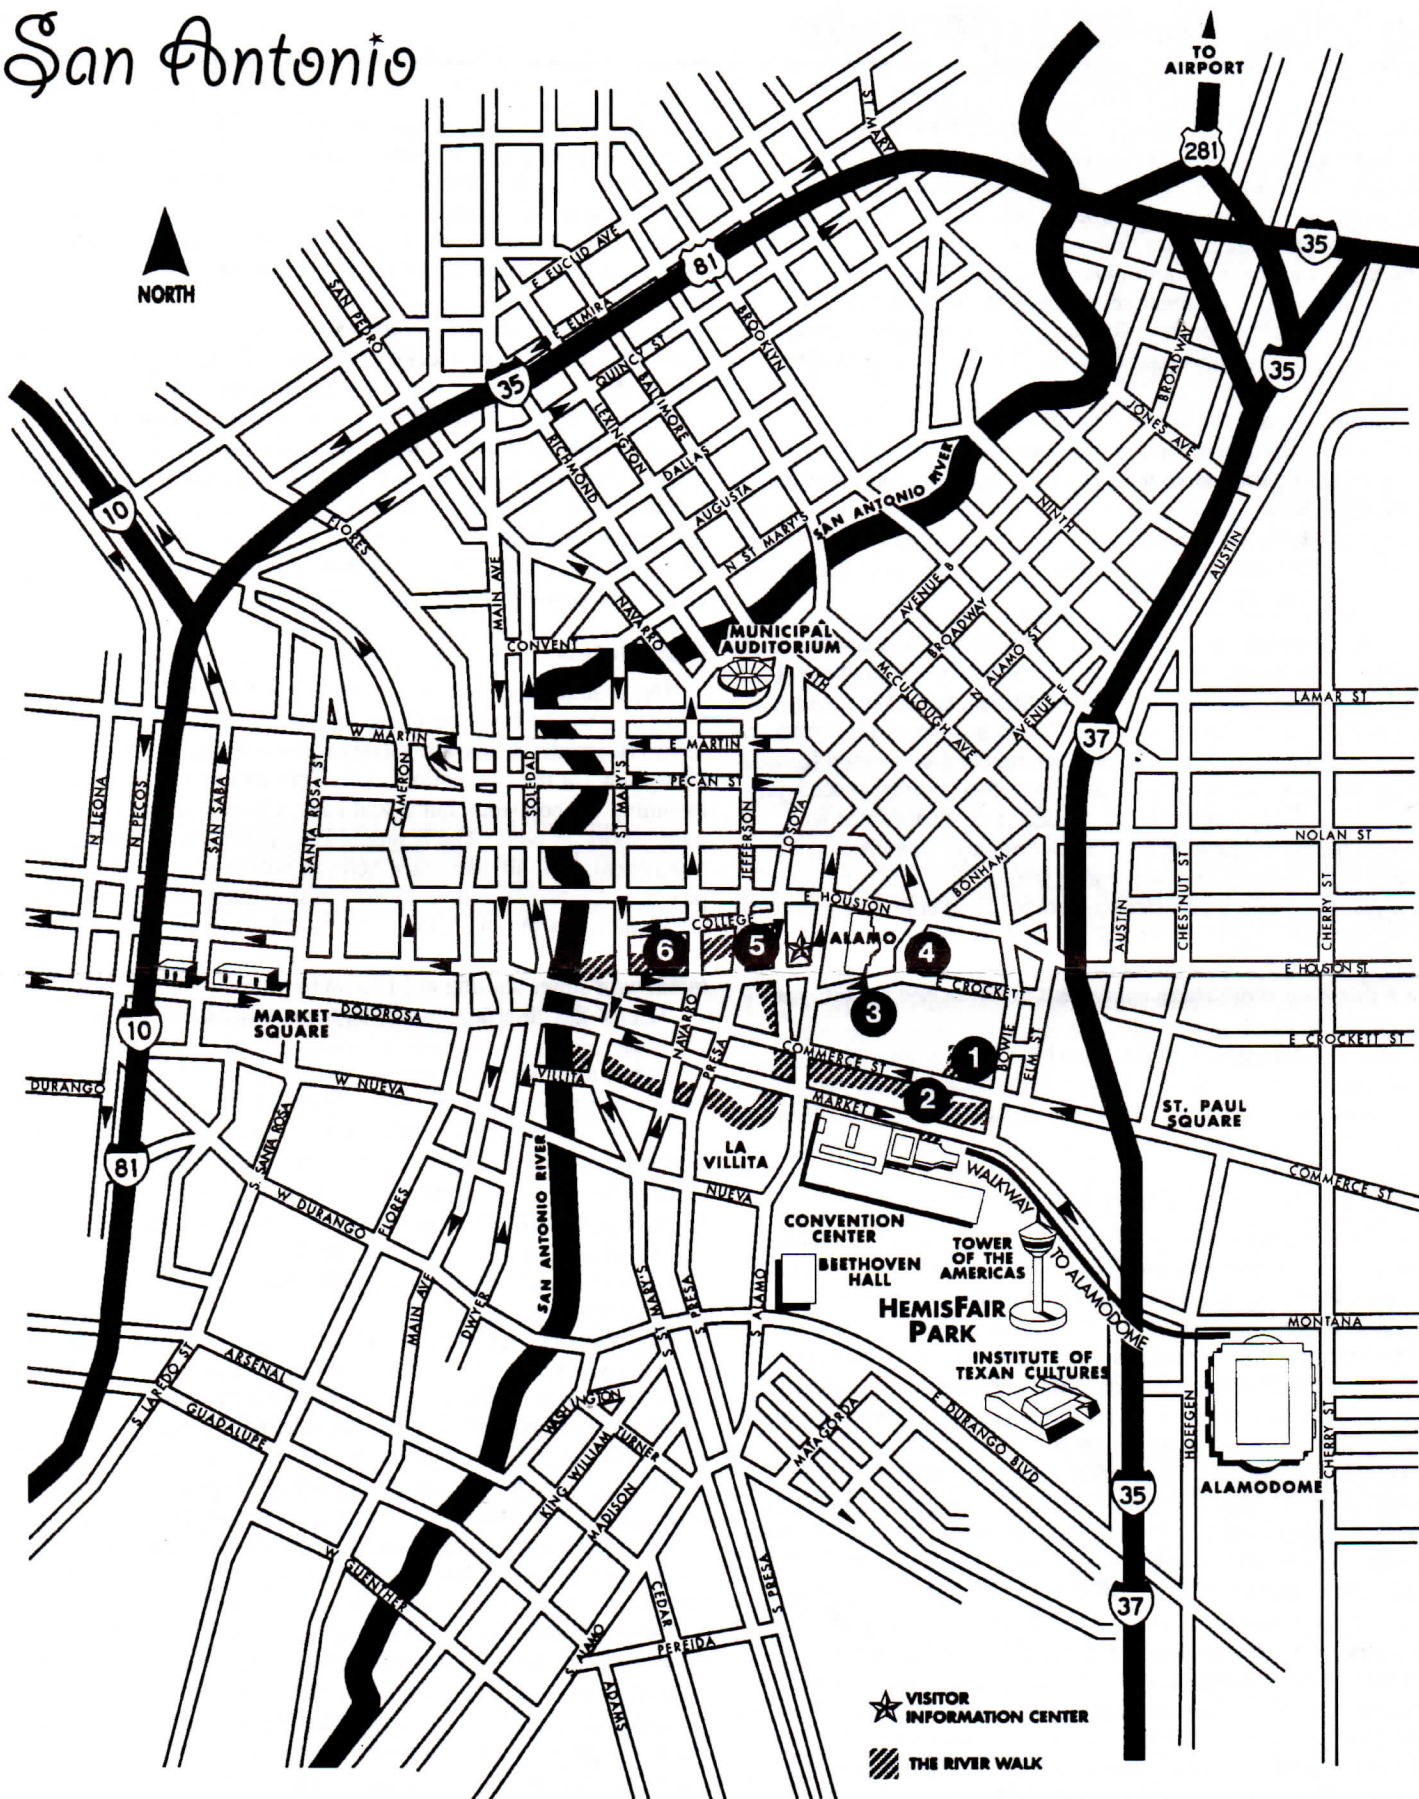 San Antonio
TO
AIRPORT
281
ST MARY
NORTH
SAN PEDRO
E EUCLID AVE
81
35
E ELMIRA
BROOKLYN
35
QUINCY ST
BALTIMORE
35
BROADWAY
LEXINGTON
RICHMOND
DALLAS
JONES AVE
10
FLORES
AUGUSTA
SAN ANTONIO RIVER
NINTH
N ST MARY'S
AUSTIN
MAIN AVE
NAVARRO
AVENUE B
BROADWAY
CONVENT
MUNICIPAL
AUDITORIUM
N ALAMO ST
4TH
McCULLOUGH AVE
AVENUE E
LAMAR ST
W MARTIN
E MARTIN
37
N LEONA
N PECOS
SAN SABA
SANTA ROSA ST
CAMERON
SOLEDAD
ST MARY'S
PECAN ST
JEFFERSON
LOSOYA
NOLAN ST
BONHAM
CHESTNUT ST
CHERRY ST
AUSTIN
E HOUSTON
COLLEGE
6
5
ALAMO
4
E HOUSTON ST.
E CROCKETT
MARKET
SQUARE
DOLOROSA
10
3
NAVARRO
PRESA
COMMERCE ST
1
BOWIE
ELM ST
E CROCKETT ST
DURANGO
W NUEVA
VILLITA
MARKET
2
ST. PAUL
SQUARE
81
S. SANTA ROSA
LA
VILLITA
WALKWAY
TO ALAMODOME
COMMERCE ST
W DURANGO
FLORES
SAN ANTONIO RIVER
NUEVA
CONVENTION
CENTER
TOWER
OF THE
AMERICAS
BEETHOVEN
HALL
HEMISFAIR
PARK
MAIN AVE
DWYER
S ST MARY'S
S PRESA
S ALAMO
MONTANA
INSTITUTE OF
TEXAN CULTURES
ARSENAL
S LAREDO ST
GUADALUPE
WASHINGTON
KING WILLIAM
TURNER
MADISON
MATAGORDA
E DURANGO BLVD
HOEFGEN
CHERRY ST
ALAMODOME
35
W GUENTHER
CEDAR
S PRESA
37
S ALAMO
PEREIDA
ADAMS
VISITOR
INFORMATION CENTER
THE RIVER WALK